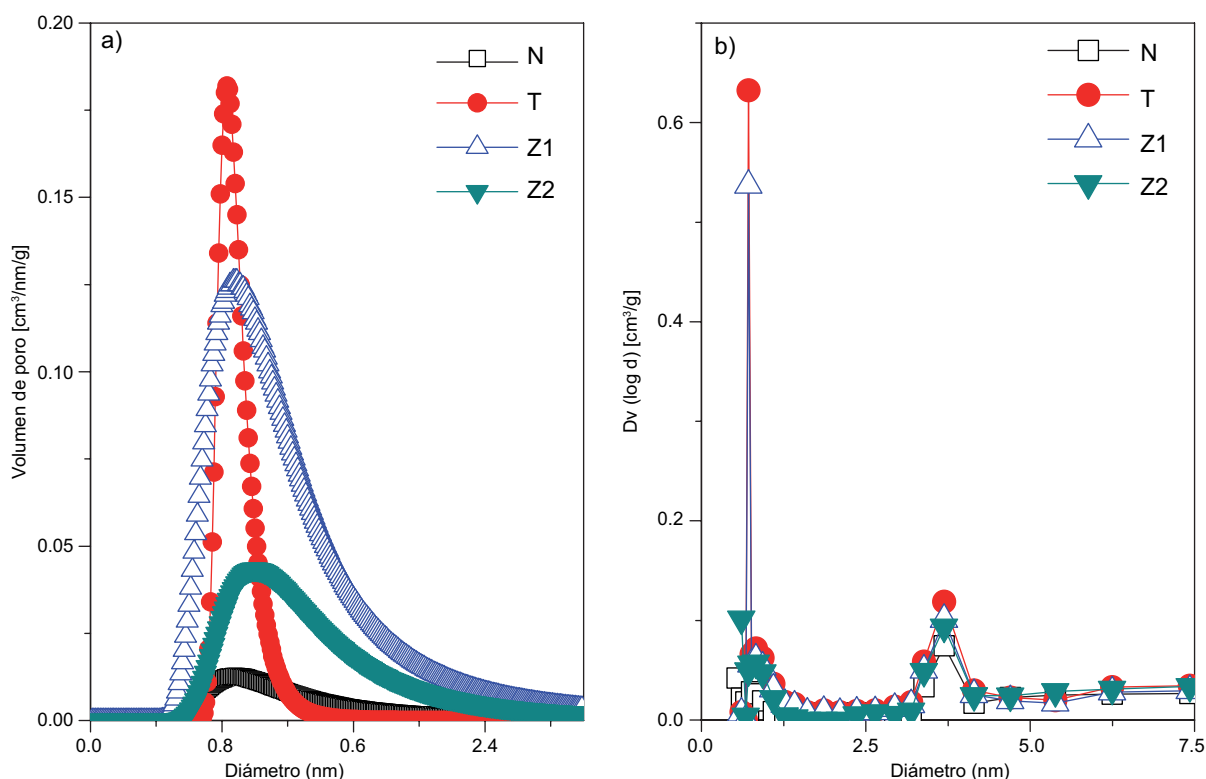 a)
N
T
Z1
Z2
0.20
0.15
0.10
0.05
0.00
Volumen de poro [cm³/nm/g]
0.0 0.8 0.6 2.4
Diámetro (nm)
b)
N
T
Z1
Z2
0.6
0.4
0.2
0.0
Dv (log d) [cm³/g]
0.0 2.5 5.0 7.5
Diámetro (nm)